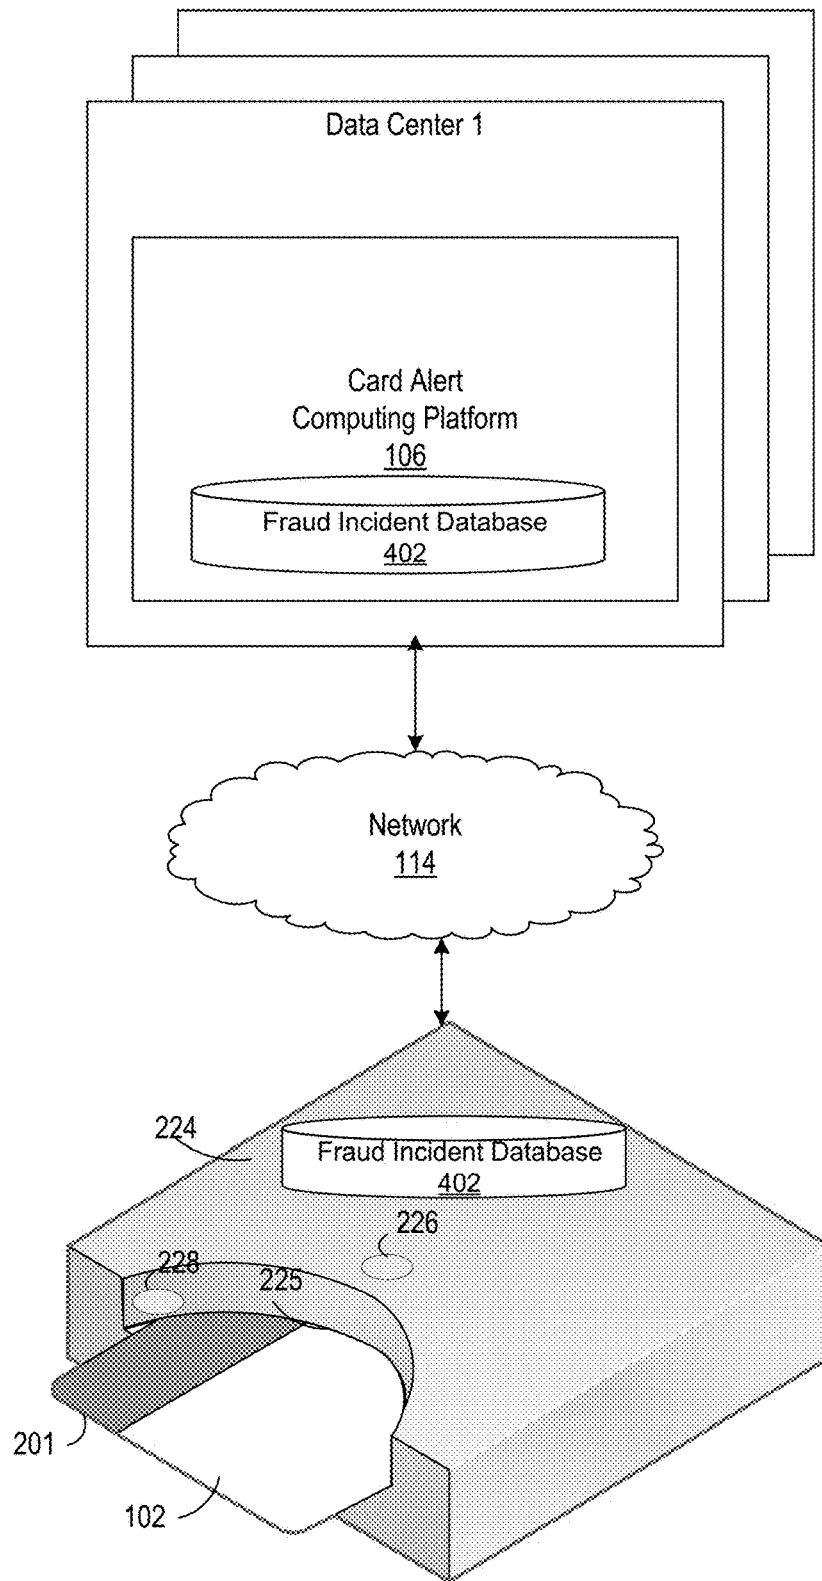 Data Center 1
Card Alert
Computing Platform
106
Fraud Incident Database
402
Network
114
224
Fraud Incident Database
402
226
228
225
201
102